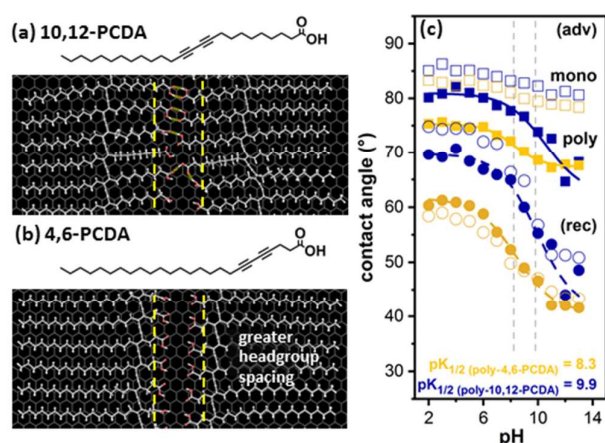 (a) 10,12-PCDA
O
OH
(b) 4,6-PCDA
O
OH
greater
headgroup
spacing
(c)
(adv)
mono
poly
(rec)
contact angle (°)
90
80
70
60
50
40
30
pK1/2 (poly-4,6-PCDA) = 8.3
pK1/2(poly-10,12-PCDA) = 9.9
2 4 6 8 10 12 14
pH